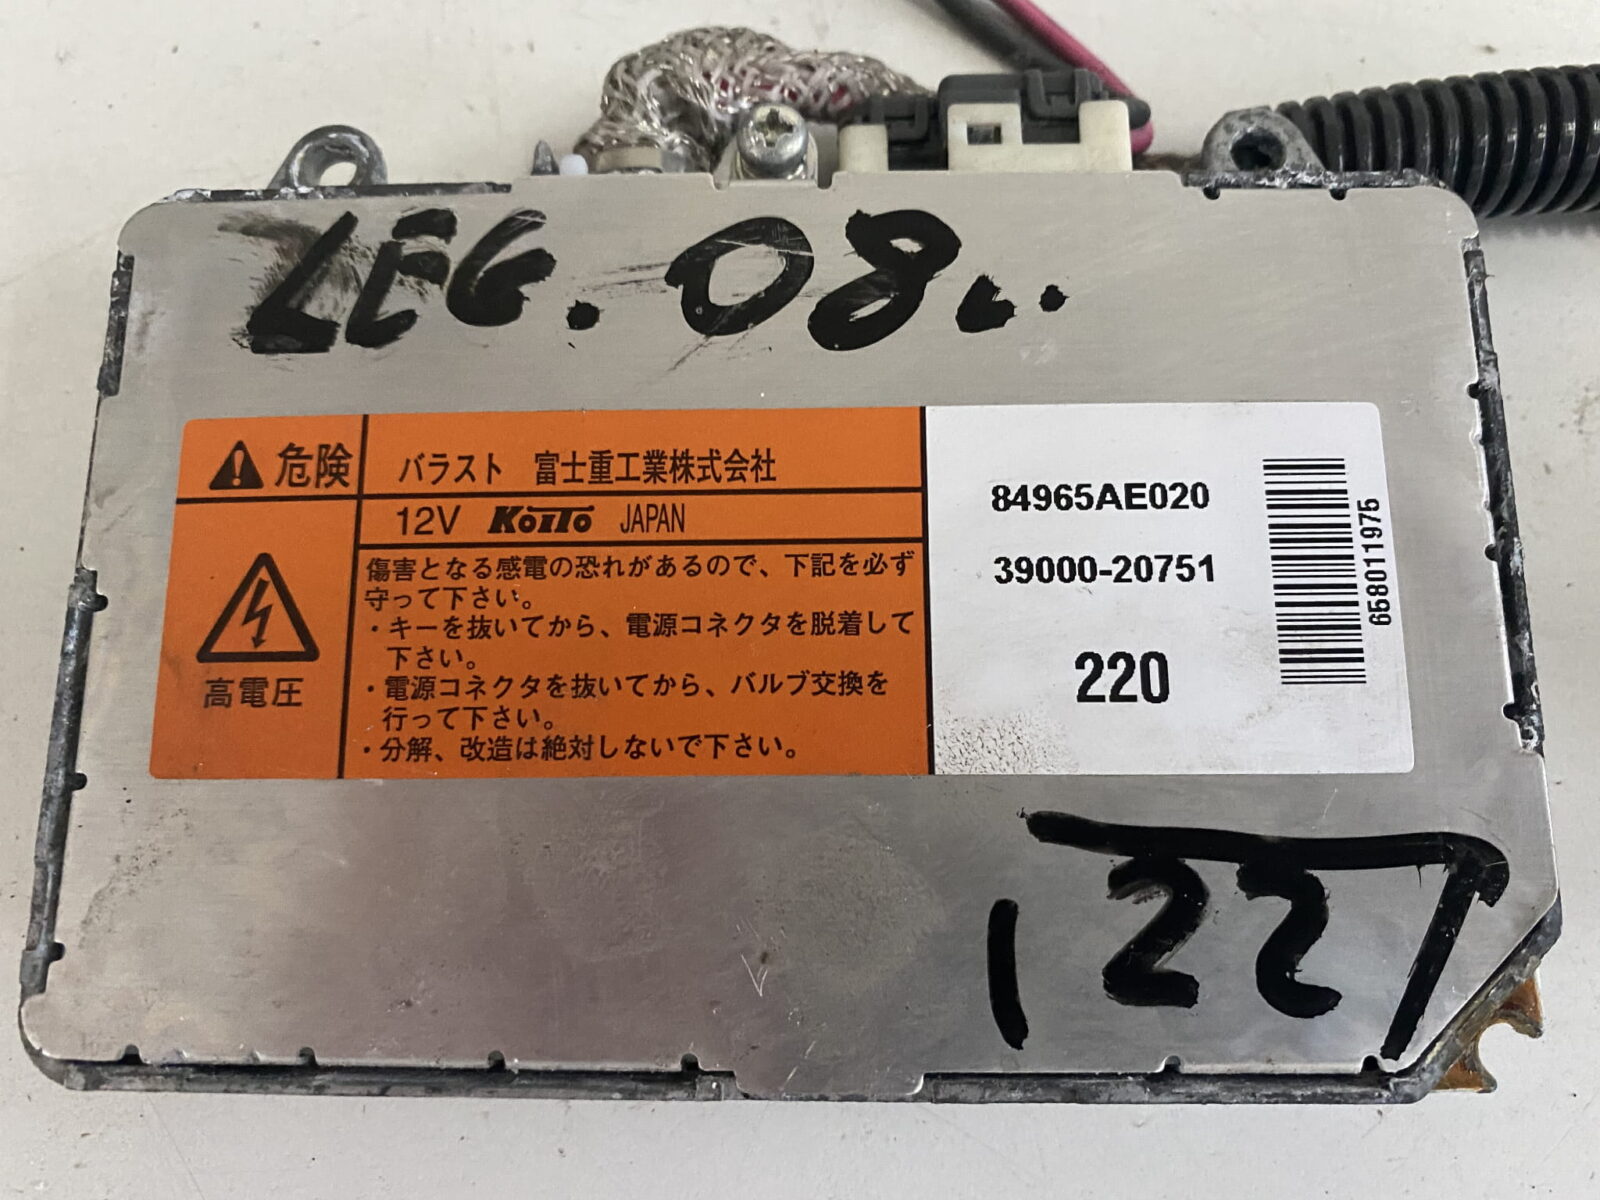 LEG. 08
危険
バラスト 富士重工業株式会社
12V KOITO JAPAN
高電圧
傷害となる感電の恐れがあるので、下記を必ず
守って下さい。
・キーを抜いてから、電源コネクタを脱着して
下さい。
・電源コネクタを抜いてから、バルブ交換を
行って下さい。
・分解、改造は絶対しないで下さい。
84965AE020
39000-20751
220
658011975
122